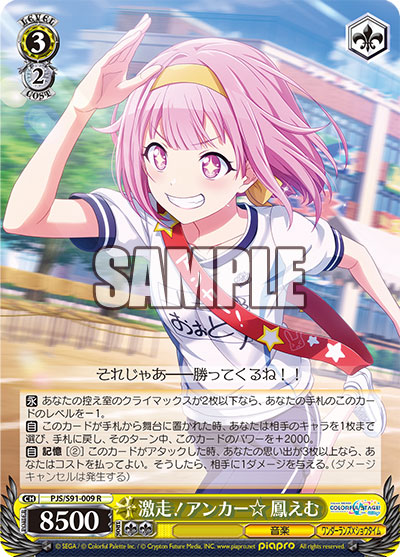 LEVEL
3
2
COST
おおとり
SAMPLE
それじゃあ――勝ってくるね！！
永 あなたの控え室のクライマックスが2枚以下なら、あなたの手札のこのカードのレベルを－1。
自 このカードが手札から舞台に置かれた時、あなたは相手のキャラを1枚まで選び、手札に戻し、そのターン中、このカードのパワーを＋2000。
自 記憶［②］ このカードがアタックした時、あなたの思い出置場があるなら、あなたはコストを払ってよい。そうしたら、相手に1ダメージを与える。（ダメージキャンセルは発生する）
CH PJS/S91-009 R
激走！アンカー☆ 鳳えむ
COLORFUL STAGE!
POWER
8500
SOUL
音楽
ワンダーランズ×ショウタイム
© SEGA / © Colorful Palette Inc. / © Crypton Future Media, INC. www.piapro.net piapro